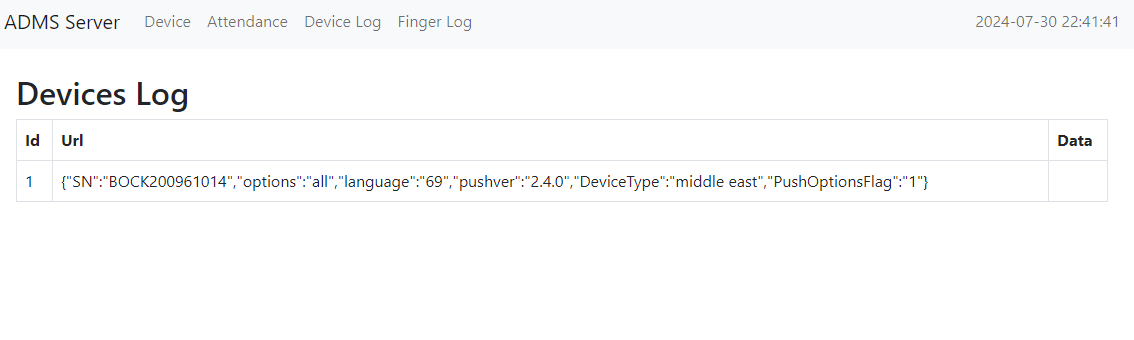 ADMS Server Device Attendance Device Log Finger Log 2024-07-30 22:41:41
Devices Log
Id Url Data
1 {"SN":"BOCK200961014","options":"all","language":"69","pushver":"2.4.0","DeviceType":"middle east","PushOptionsFlag":"1"}